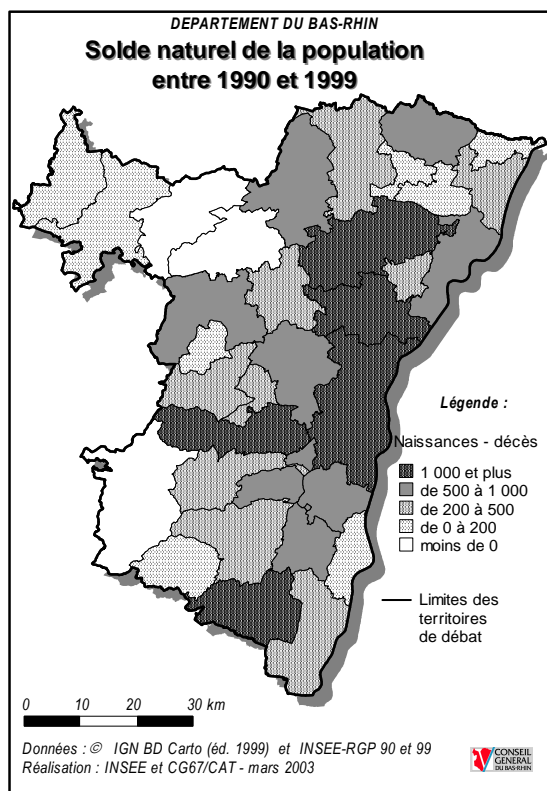 DEPARTEMENT DU BAS-RHIN
Solde naturel de la population
entre 1990 et 1999
Légende :
Naissances - décès
1 000 et plus
de 500 à 1 000
de 200 à 500
de 0 à 200
moins de 0
Limites des
territoires
de débat
0 10 20 30 km
Données : © IGN BD Carto (éd. 1999) et INSEE-RGP 90 et 99
Réalisation : INSEE et CG67/CAT - mars 2003
CONSEIL
GENERAL
DU BAS-RHIN